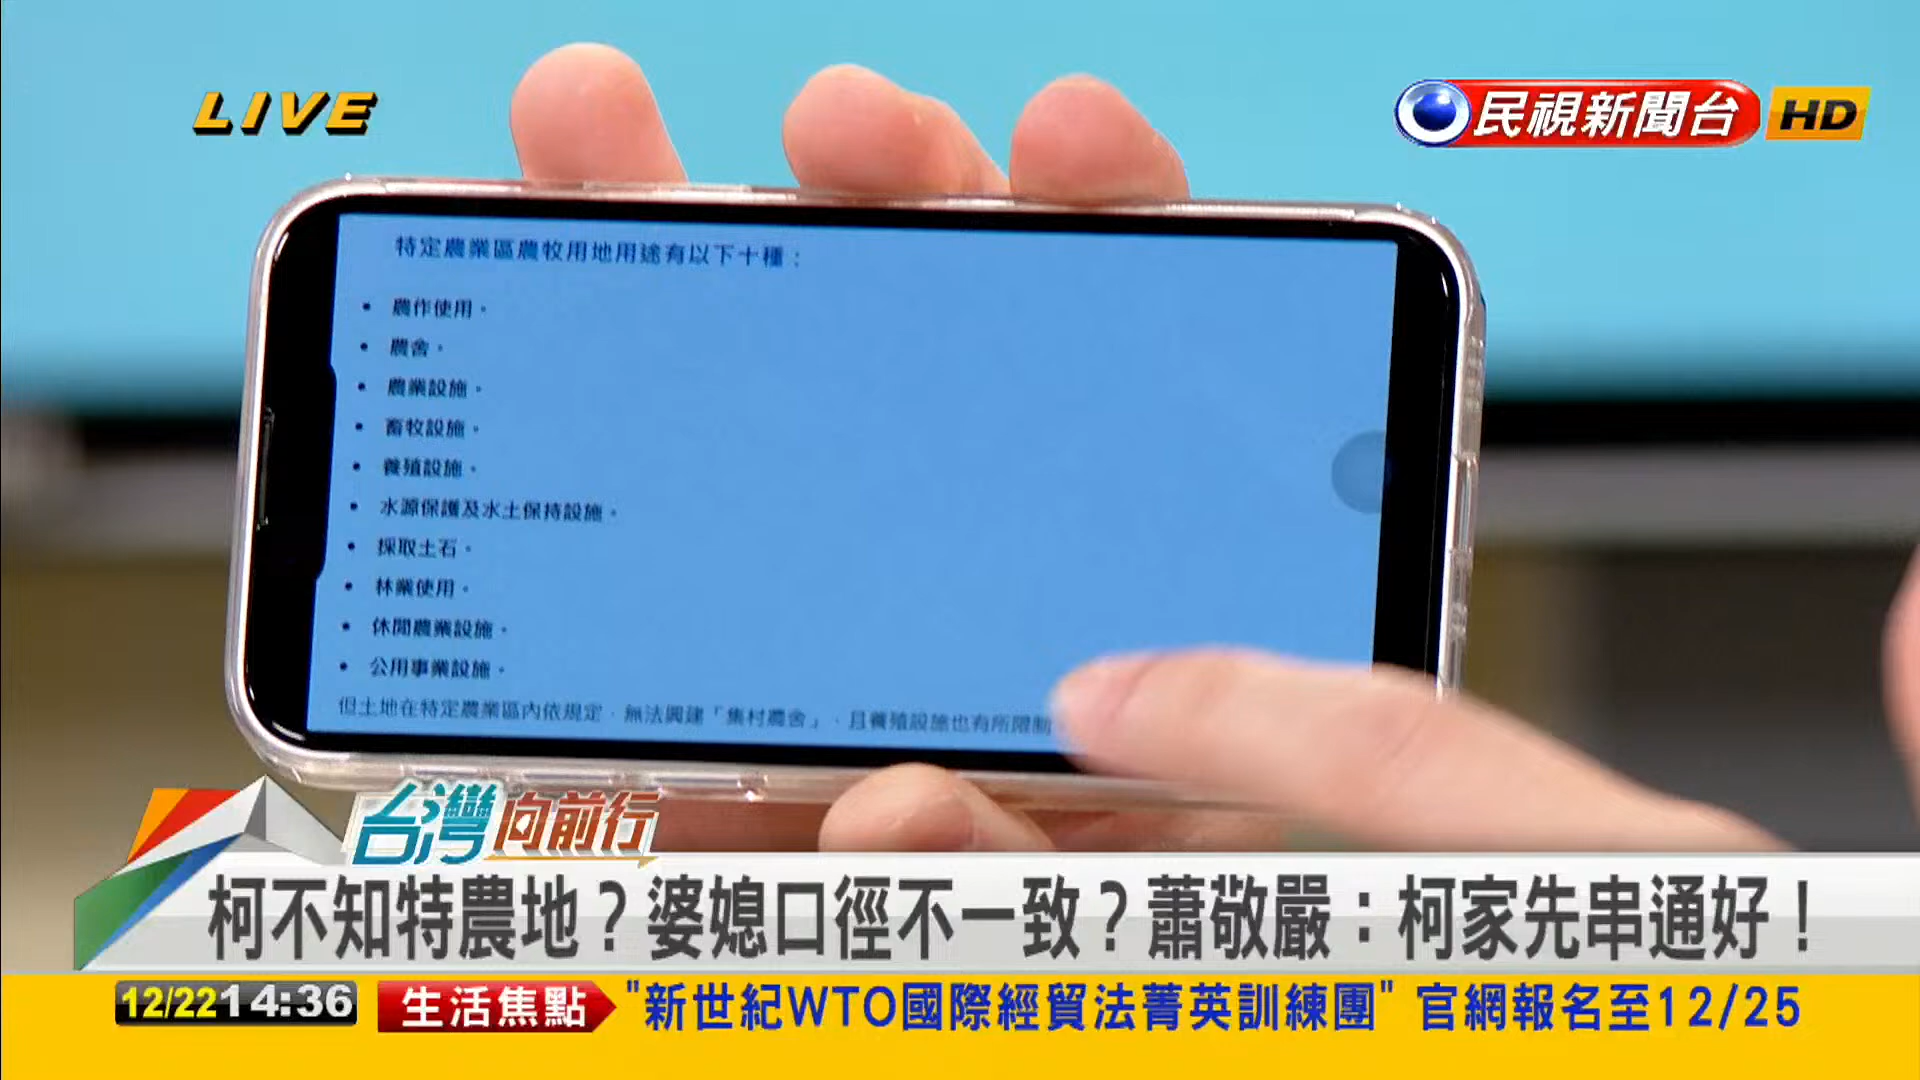 LIVE
民視新聞台 HD
特定農業區農牧用地用途有以下十種：
• 農作使用。
• 農舍。
• 農業設施。
• 畜牧設施。
• 養殖設施。
• 水源保護及水土保持設施。
• 採取土石。
• 林業使用。
• 休閒農業設施。
• 公用事業設施。
但土地在特定農業區內依規定，無法興建「集村農舍」，且養殖設施也有所限制
台灣向前行
柯不知特農地？婆媳口徑不一致？蕭敬嚴：柯家先串通好！
12/22 14:36 生活焦點 "新世紀WTO國際經貿法菁英訓練團" 官網報名至12/25